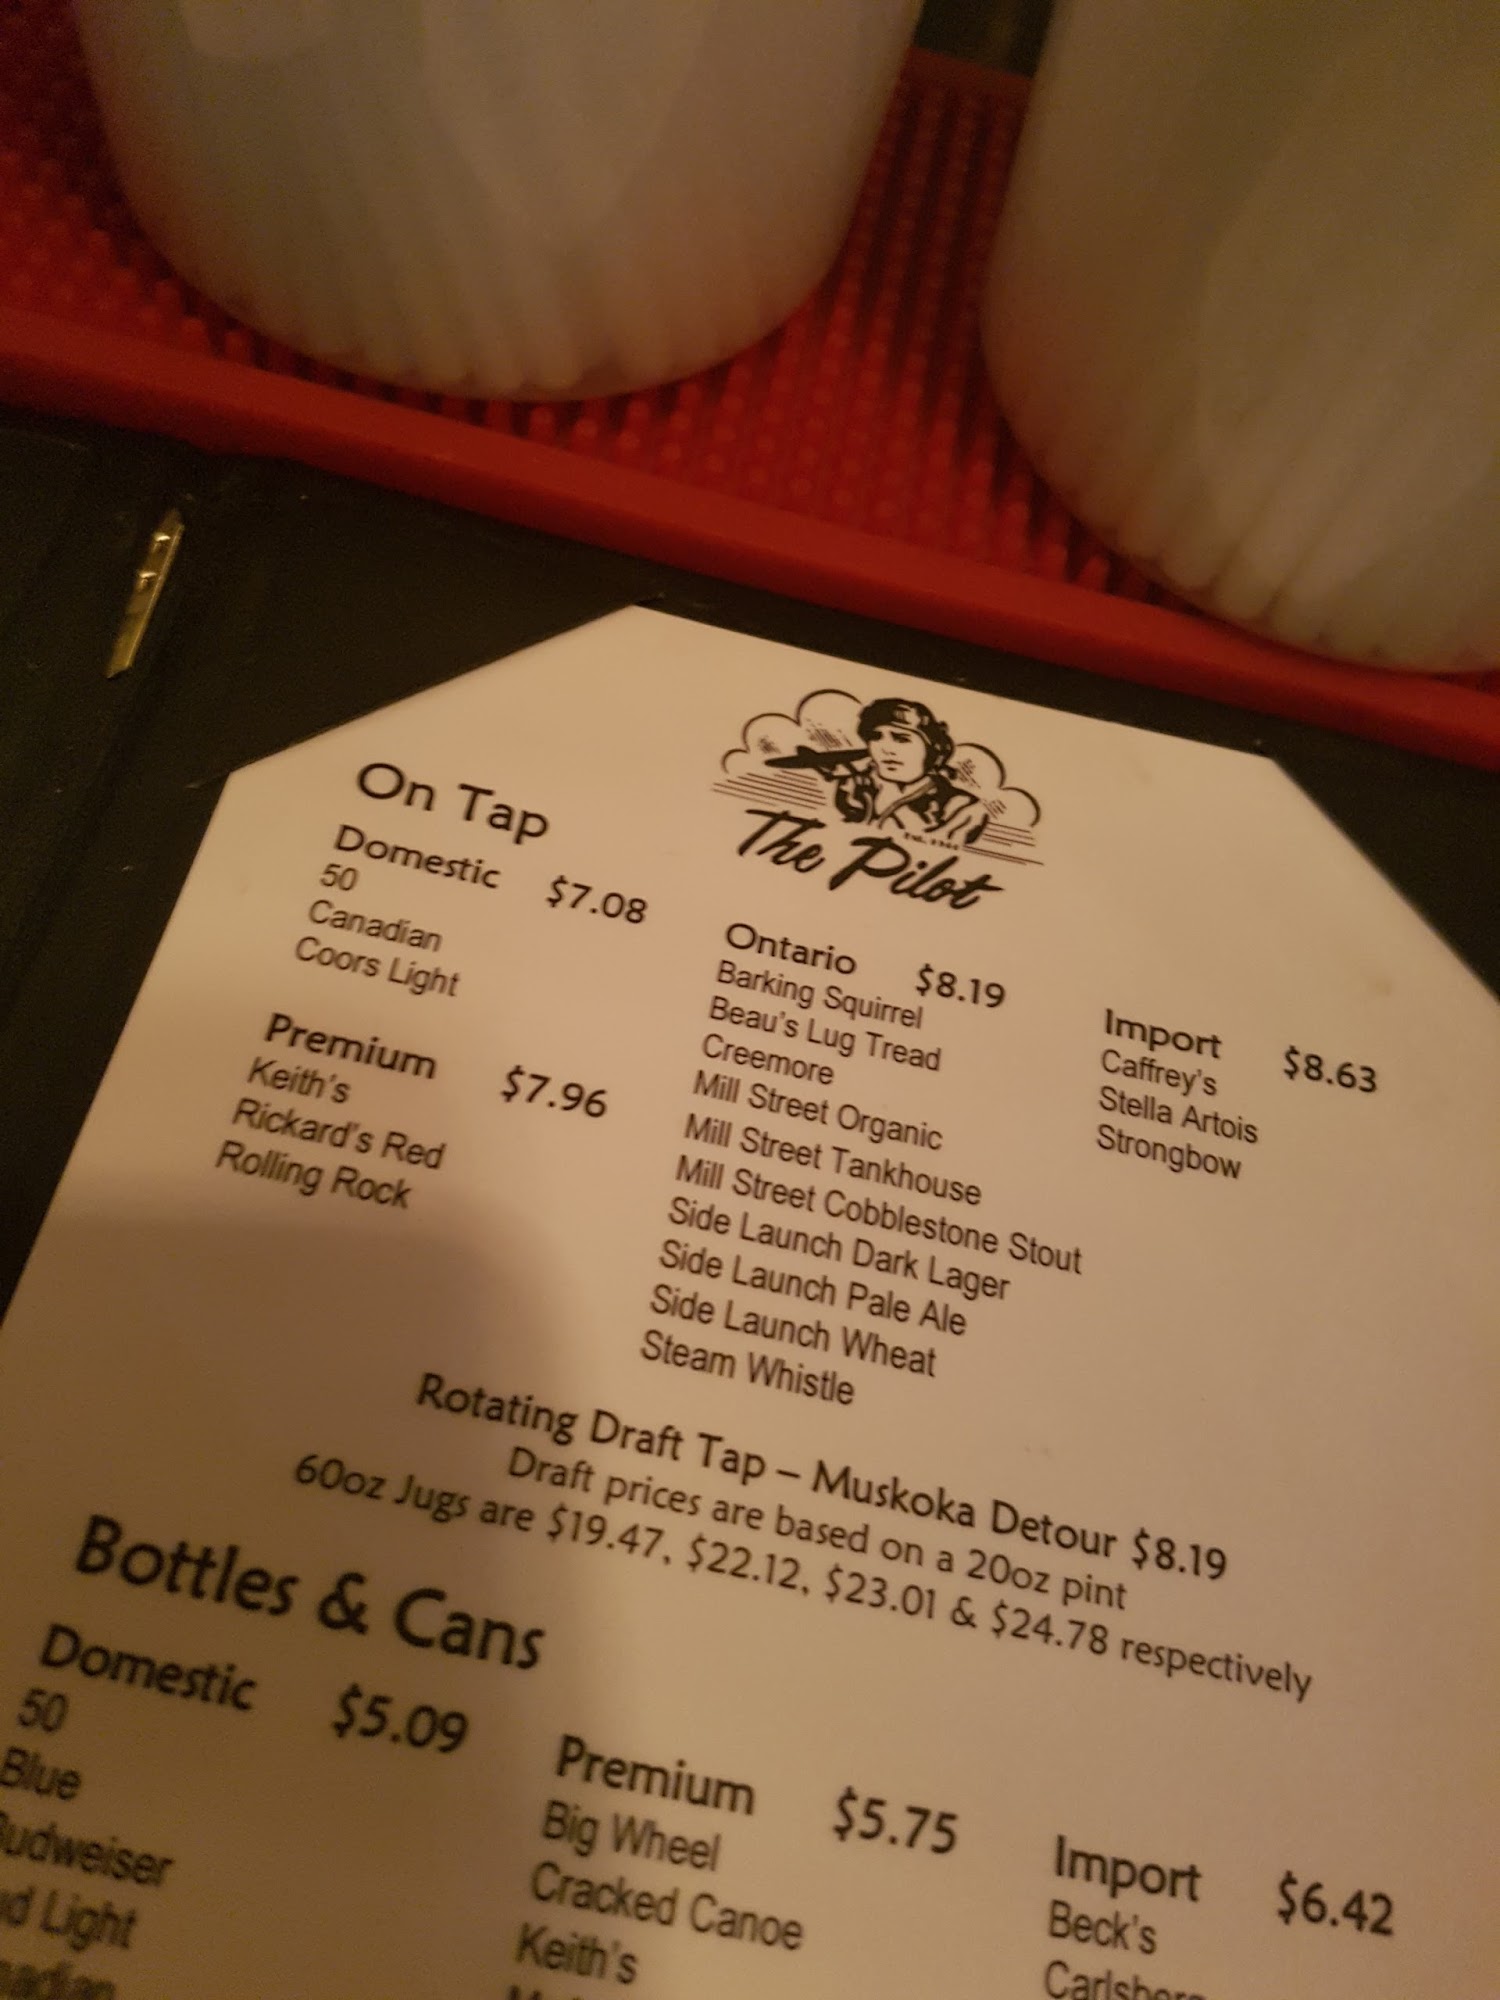 The Pilot
On Tap
Domestic $7.08
50
Canadian
Coors Light
Premium $7.96
Keith's
Rickard's Red
Rolling Rock
Ontario $8.19
Barking Squirrel
Beau's Lug Tread
Creemore
Mill Street Organic
Mill Street Tankhouse
Mill Street Cobblestone Stout
Side Launch Dark Lager
Side Launch Pale Ale
Side Launch Wheat
Steam Whistle
Import $8.63
Caffrey's
Stella Artois
Strongbow
Rotating Draft Tap – Muskoka Detour $8.19
Draft prices are based on a 20oz pint
60oz Jugs are $19.47, $22.12, $23.01 & $24.78 respectively
Bottles & Cans
Domestic $5.09
50
Blue
udweiser
d Light
Premium $5.75
Big Wheel
Cracked Canoe
Keith's
Import $6.42
Beck's
Carlsberg